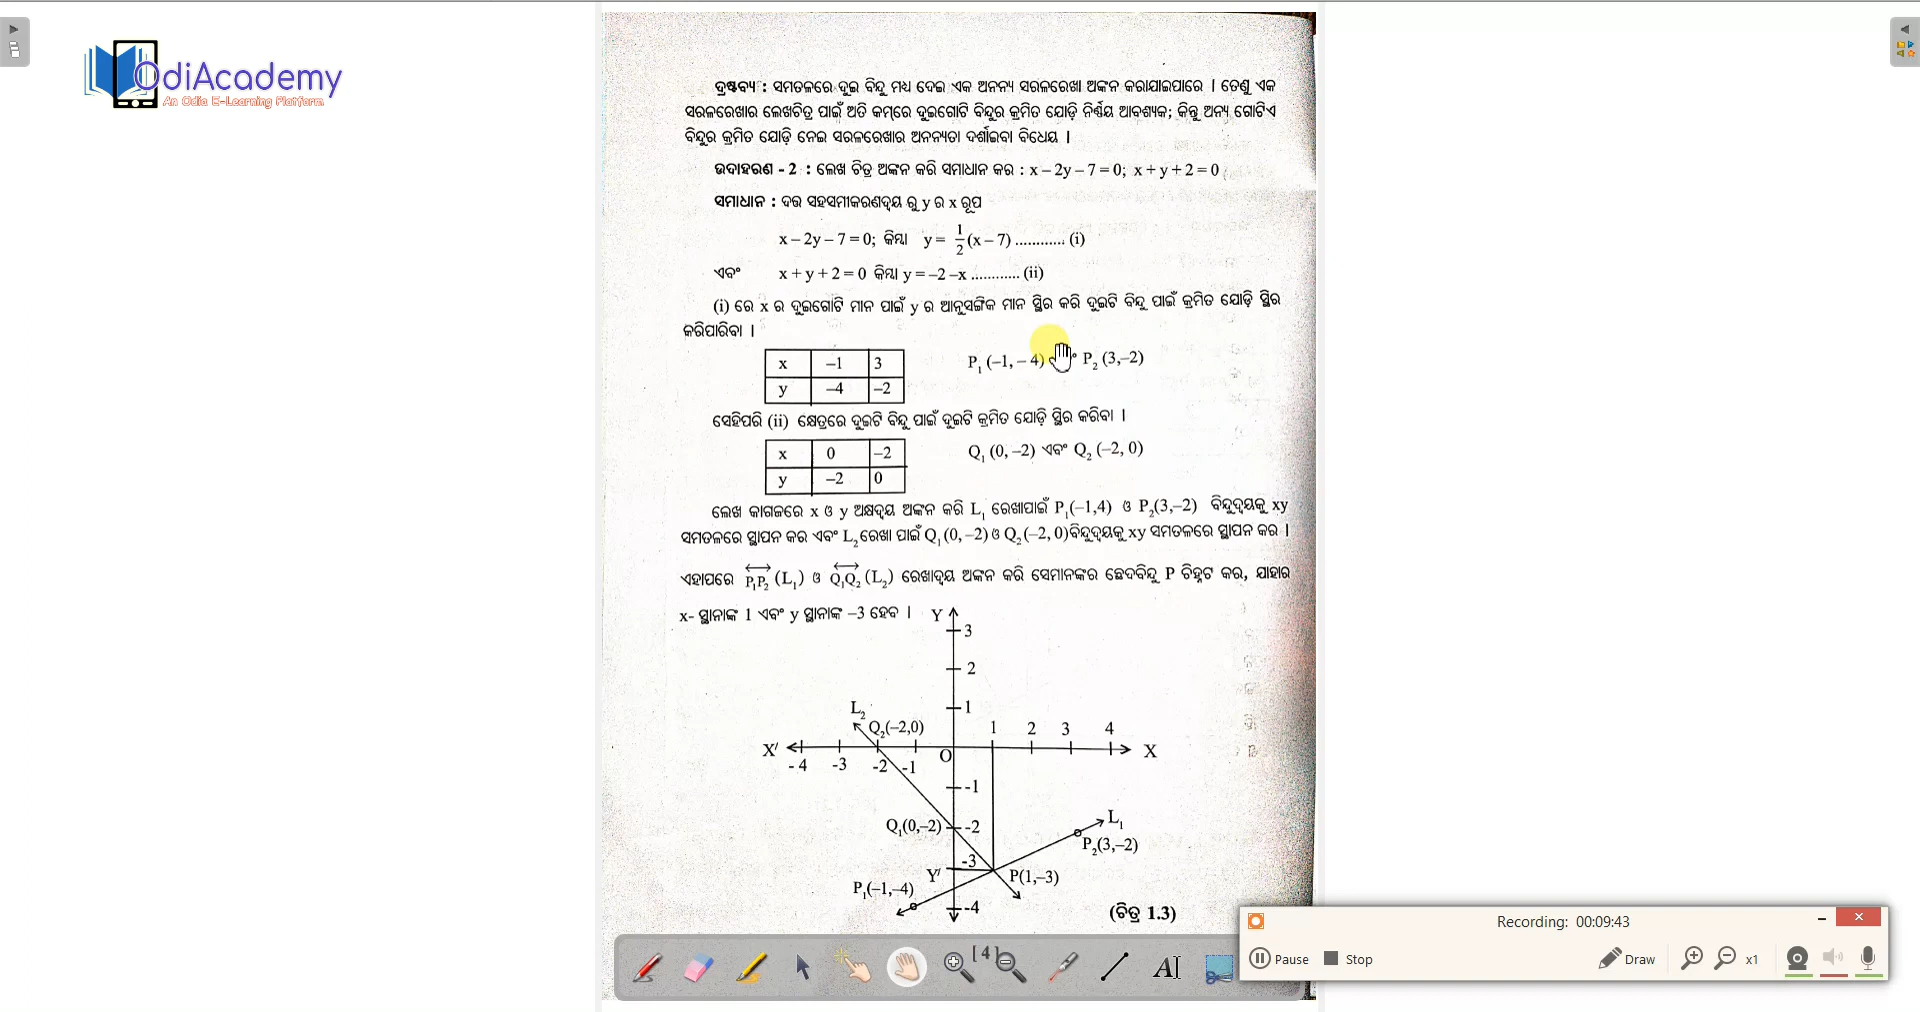 OdiAcademy
An Odia E-Learning Platform
ଦ୍ରଷ୍ଟବ୍ୟ : ସମତଳରେ ଦୁଇ ବିନ୍ଦୁ ମଧ୍ୟ ଦେଇ ଏକ ଅନନ୍ୟ ସରଳରେଖା ଅଙ୍କନ କରାଯାଇପାରେ । ତେଣୁ ଏକ
ସରଳରେଖାର ଲେଖଚିତ୍ର ପାଇଁ ଅତି କମ୍‌ରେ ଦୁଇଗୋଟି ବିନ୍ଦୁର କ୍ରମିତ ଯୋଡ଼ି ନିର୍ଣ୍ଣୟ ଆବଶ୍ୟକ; କିନ୍ତୁ ଅନ୍ୟ ଗୋଟିଏ
ବିନ୍ଦୁର କ୍ରମିତ ଯୋଡ଼ି ନେଇ ସରଳରେଖାର ଅନନ୍ୟତା ଦର୍ଶାଇବା ବିଧେୟ ।
ଉଦାହରଣ - 2 : ଲେଖ ଚିତ୍ର ଅଙ୍କନ କରି ସମାଧାନ କର : x – 2y – 7 = 0; x + y + 2 = 0
ସମାଧାନ : ଦତ୍ତ ସହସମୀକରଣଦ୍ୱୟ ରୁ y ର x ରୂପ
x – 2y – 7 = 0; କିମ୍ବା y = 1/2 (x – 7) ............ (i)
ଏବଂ x + y + 2 = 0 କିମ୍ବା y = –2 –x ............ (ii)
(i) ରେ x ର ଦୁଇଗୋଟି ମାନ ପାଇଁ y ର ଆନୁସଙ୍ଗିକ ମାନ ସ୍ଥିର କରି ଦୁଇଟି ବିନ୍ଦୁ ପାଇଁ କ୍ରମିତ ଯୋଡ଼ି ସ୍ଥିର
କରିପାରିବା ।
x –1 3 P₁ (–1, – 4) P₂ (3,–2)
y –4 –2
ସେହିପରି (ii) କ୍ଷେତ୍ରରେ ଦୁଇଟି ବିନ୍ଦୁ ପାଇଁ ଦୁଇଟି କ୍ରମିତ ଯୋଡ଼ି ସ୍ଥିର କରିବା ।
x 0 –2 Q₁ (0, –2) ଏବଂ Q₂ (–2, 0)
y –2 0
ଲେଖ କାଗଜରେ x ଓ y ଅକ୍ଷଦ୍ୱୟ ଅଙ୍କନ କରି L₁ ରେଖାପାଇଁ P₁(–1,4) ଓ P₂(3,–2) ବିନ୍ଦୁଦ୍ୱୟକୁ xy
ସମତଳରେ ସ୍ଥାପନ କର ଏବଂ L₂ ରେଖା ପାଇଁ Q₁ (0, –2) ଓ Q₂ (–2, 0) ବିନ୍ଦୁଦ୍ୱୟକୁ xy ସମତଳରେ ସ୍ଥାପନ କର ।
ଏହାପରେ P₁P₂ (L₁) ଓ Q₁Q₂ (L₂) ରେଖାଦ୍ୱୟ ଅଙ୍କନ କରି ସେମାନଙ୍କର ଛେଦବିନ୍ଦୁ P ଚିହ୍ନଟ କର, ଯାହାର
x- ସ୍ଥାନାଙ୍କ 1 ଏବଂ y ସ୍ଥାନାଙ୍କ –3 ହେବ ।
Y
3
2
1
L₂
Q₂(–2,0) 1 2 3 4
X' O X
- 4 -3 -2 -1
-1
L₁
Q₁(0,–2) -2
P₂(3,–2)
-3
Y' P(1,–3)
P₁(–1,–4)
-4
(ଚିତ୍ର 1.3)
[ 4 ]
Recording: 00:09:43
Pause Stop Draw x1